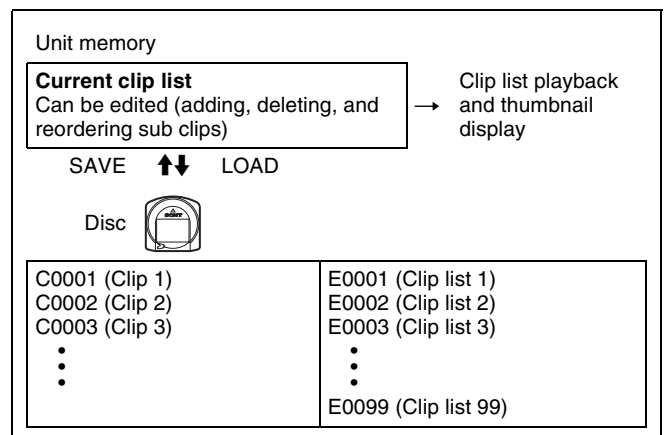 Unit memory
Current clip list
Can be edited (adding, deleting, and
reordering sub clips)
→ Clip list playback
and thumbnail
display
SAVE
LOAD
Disc
SONY
C0001 (Clip 1)
C0002 (Clip 2)
C0003 (Clip 3)
•
•
•
E0001 (Clip list 1)
E0002 (Clip list 2)
E0003 (Clip list 3)
•
•
•
E0099 (Clip list 99)